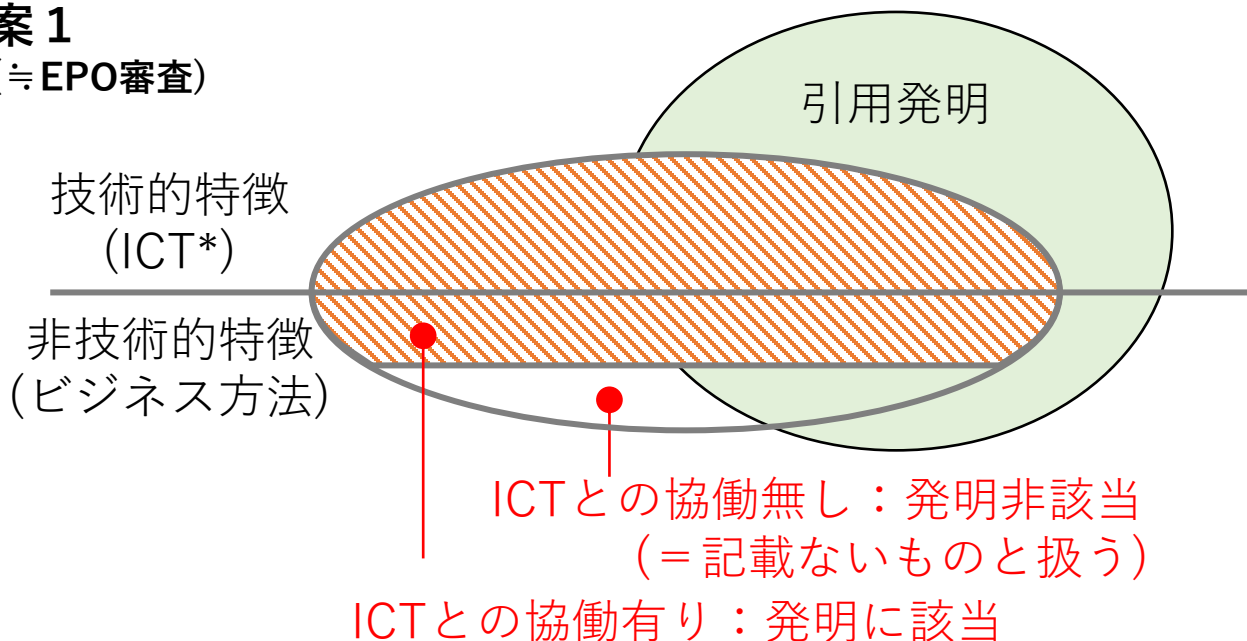 案1
(≒EPO審査)
引用発明
技術的特徴
(ICT*)
非技術的特徴
(ビジネス方法)
ICTとの協働無し：発明非該当
(＝記載ないものと扱う)
ICTとの協働有り：発明に該当